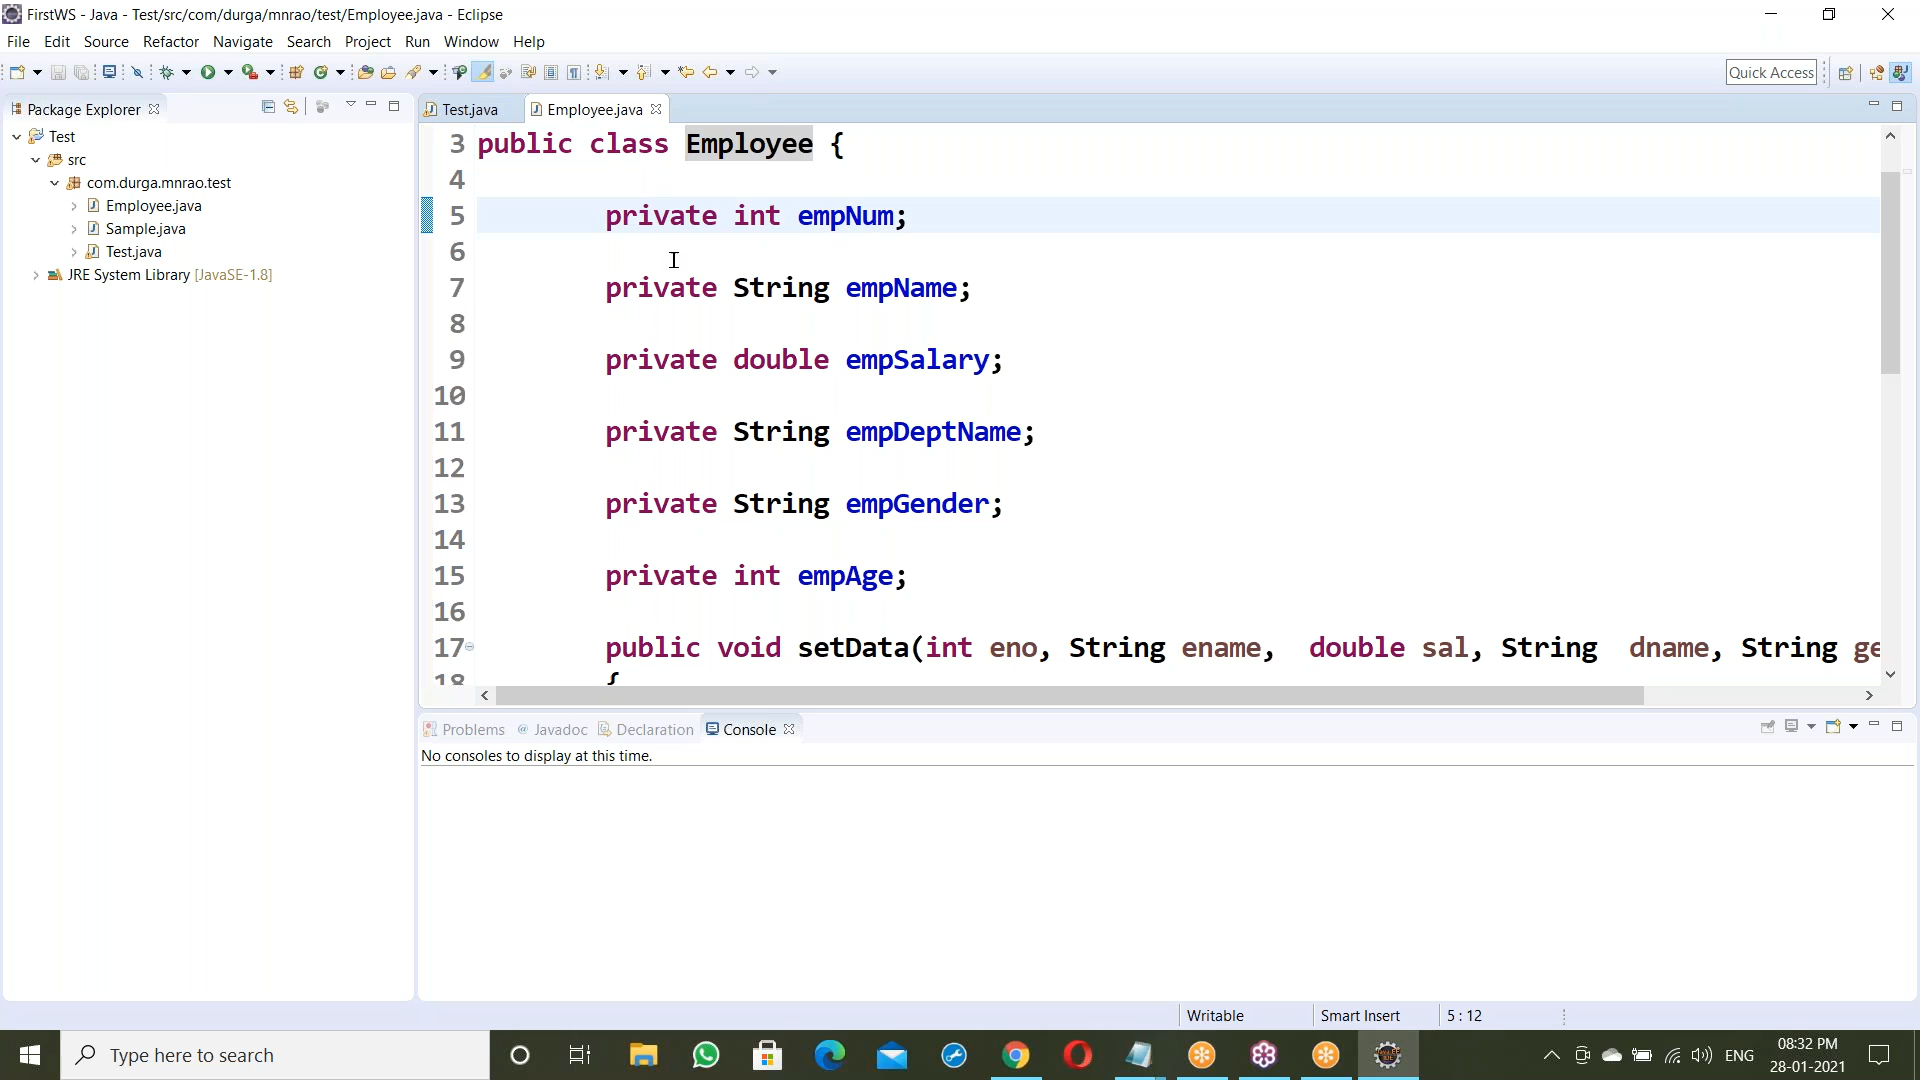 FirstWS - Java - Test/src/com/durga/mnrao/test/Employee.java - Eclipse
File Edit Source Refactor Navigate Search Project Run Window Help
Quick Access
Package Explorer
Test
src
com.durga.mnrao.test
Employee.java
Sample.java
Test.java
JRE System Library [JavaSE-1.8]
Test.java Employee.java
3 public class Employee {
4
5 private int empNum;
6
7 private String empName;
8
9 private double empSalary;
10
11 private String empDeptName;
12
13 private String empGender;
14
15 private int empAge;
16
17 public void setData(int eno, String ename, double sal, String dname, String ge
18 {
Problems @ Javadoc Declaration Console
No consoles to display at this time.
Writable Smart Insert 5 : 12
Type here to search
ENG
08:32 PM
28-01-2021